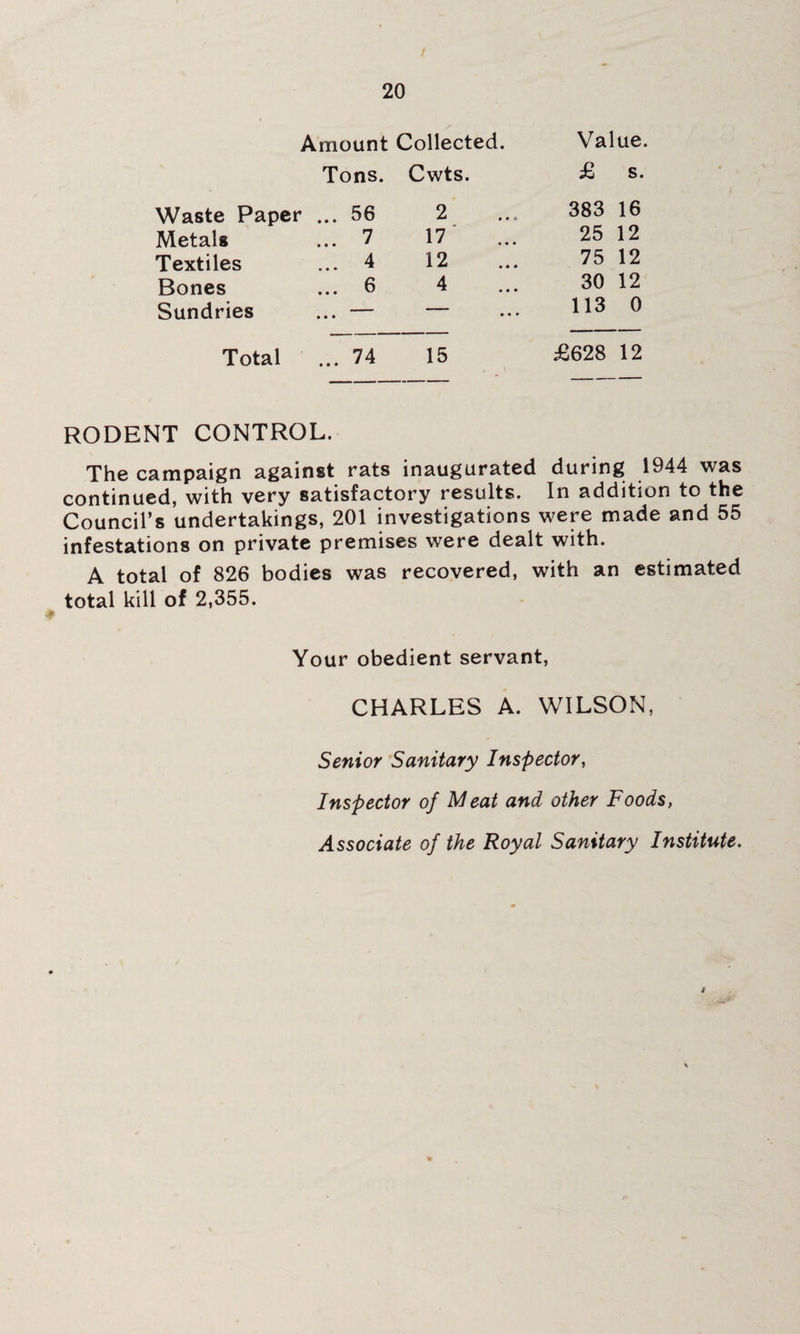 20
Amount Collected. Value.
Tons. Cwts. £ s.
Waste Paper ... 56 2 ... 383 16
Metals ... 7 17 ... 25 12
Textiles ... 4 12 ... 75 12
Bones ... 6 4 ... 30 12
Sundries ... — — ... 113 0
Total ... 74 15 £628 12
RODENT CONTROL.
The campaign against rats inaugurated during 1944 was
continued, with very satisfactory results. In addition to the
Council's undertakings, 201 investigations were made and 55
infestations on private premises were dealt with.
A total of 826 bodies was recovered, with an estimated
total kill of 2,355.
Your obedient servant,
CHARLES A. WILSON,
Senior Sanitary Inspector,
Inspector of Meat and other Foods,
Associate of the Royal Sanitary Institute.